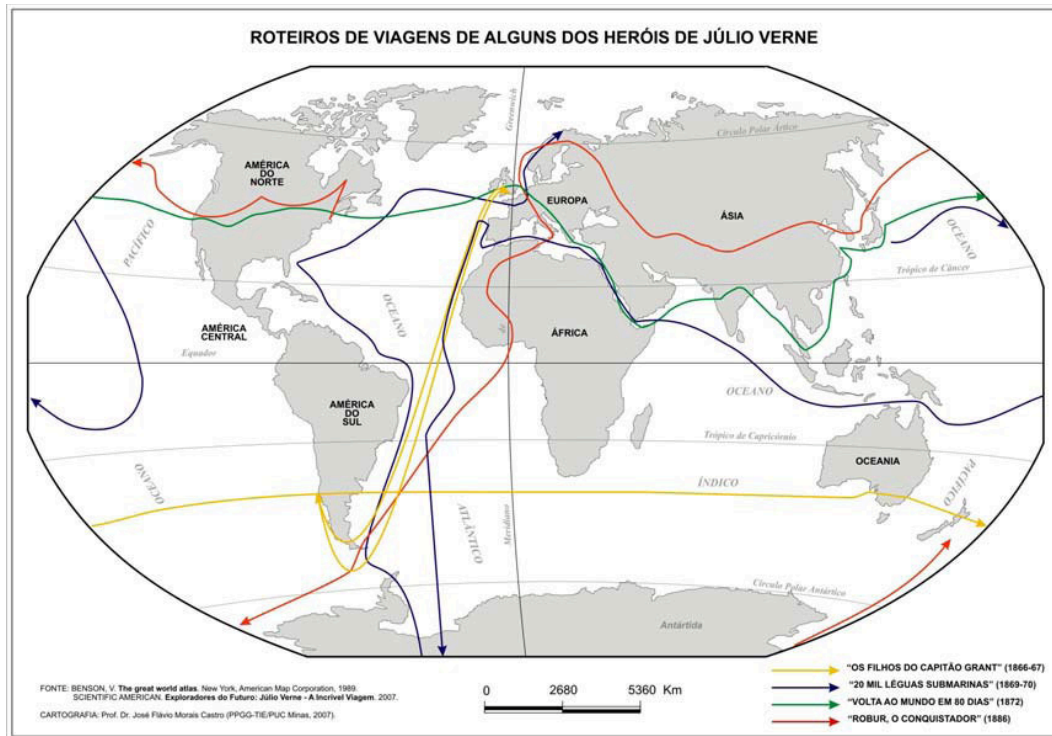 ROTEIROS DE VIAGENS DE ALGUNS DOS HERÓIS DE JÚLIO VERNE
Greenwich
Círculo Polar Ártico
AMÉRICA
DO
NORTE
EUROPA
ÁSIA
PACÍFICO
OCEANO
Trópico de Câncer
OCEANO
AMÉRICA
CENTRAL
ÁFRICA
de
Equador
AMÉRICA
DO
SUL
OCEANO
Trópico de Capricórnio
OCEANIA
OCEANO
ÍNDICO
PACÍFICO
ATLÂNTICO
Meridiano
Círculo Polar Antártico
Antártida
FONTE: BENSON, V. The great world atlas. New York, American Map Corporation, 1989.
SCIENTIFIC AMERICAN. Exploradores do Futuro: Júlio Verne - A Incrível Viagem. 2007.
CARTOGRAFIA: Prof. Dr. José Flávio Morais Castro (PPGG-TIE/PUC Minas, 2007).
0 2680 5360 Km
"OS FILHOS DO CAPITÃO GRANT" (1866-67)
"20 MIL LÉGUAS SUBMARINAS" (1869-70)
"VOLTA AO MUNDO EM 80 DIAS" (1872)
"ROBUR, O CONQUISTADOR" (1886)